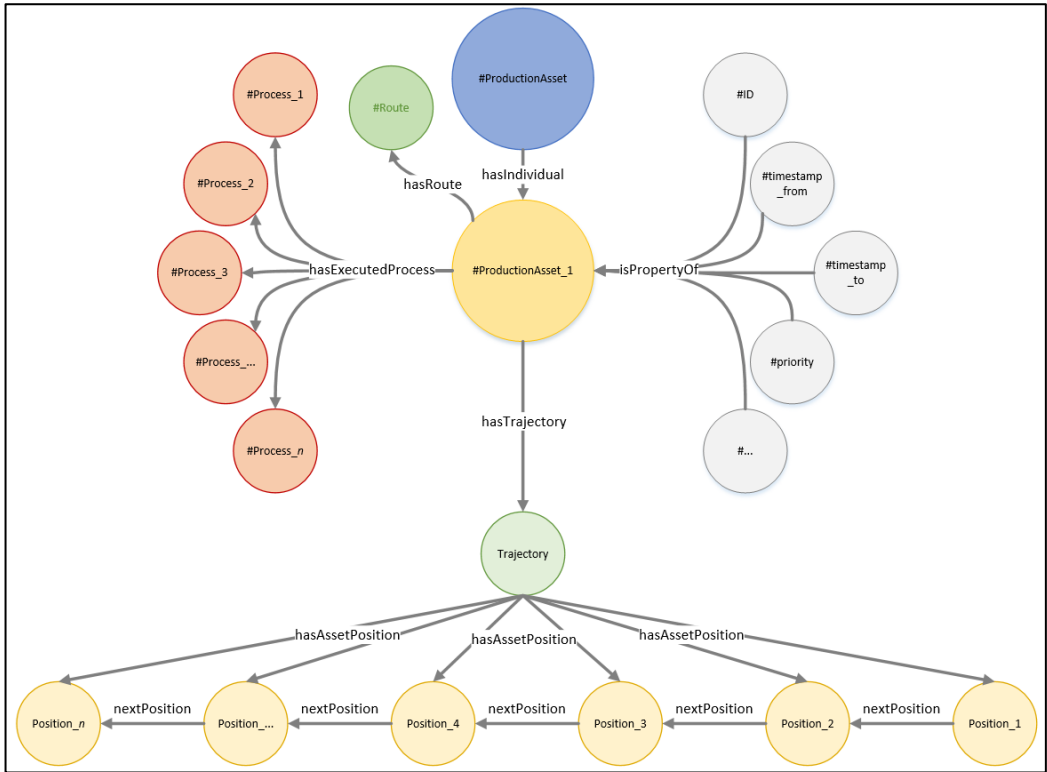 #ProductionAsset
#Process_1
#Route
#ID
#Process_2
#timestamp
_from
hasRoute
hasIndividual
#Process_3
hasExecutedProcess
#ProductionAsset_1
isPropertyOf
#timestamp
_to
#Process_...
#priority
hasTrajectory
#Process_n
#...
Trajectory
hasAssetPosition
hasAssetPosition
hasAssetPosition
Position_n
nextPosition
Position_...
nextPosition
Position_4
nextPosition
Position_3
nextPosition
Position_2
nextPosition
Position_1